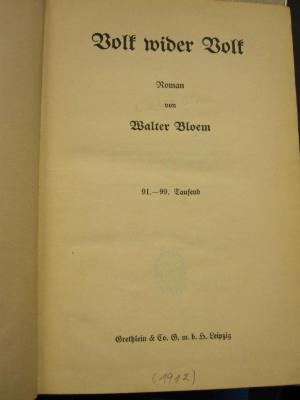 Volk wider Volk
Roman
von
Walter Bloem
91.—99. Tausend
Grethlein & Co. G. m. b. H. Leipzig
(1912)